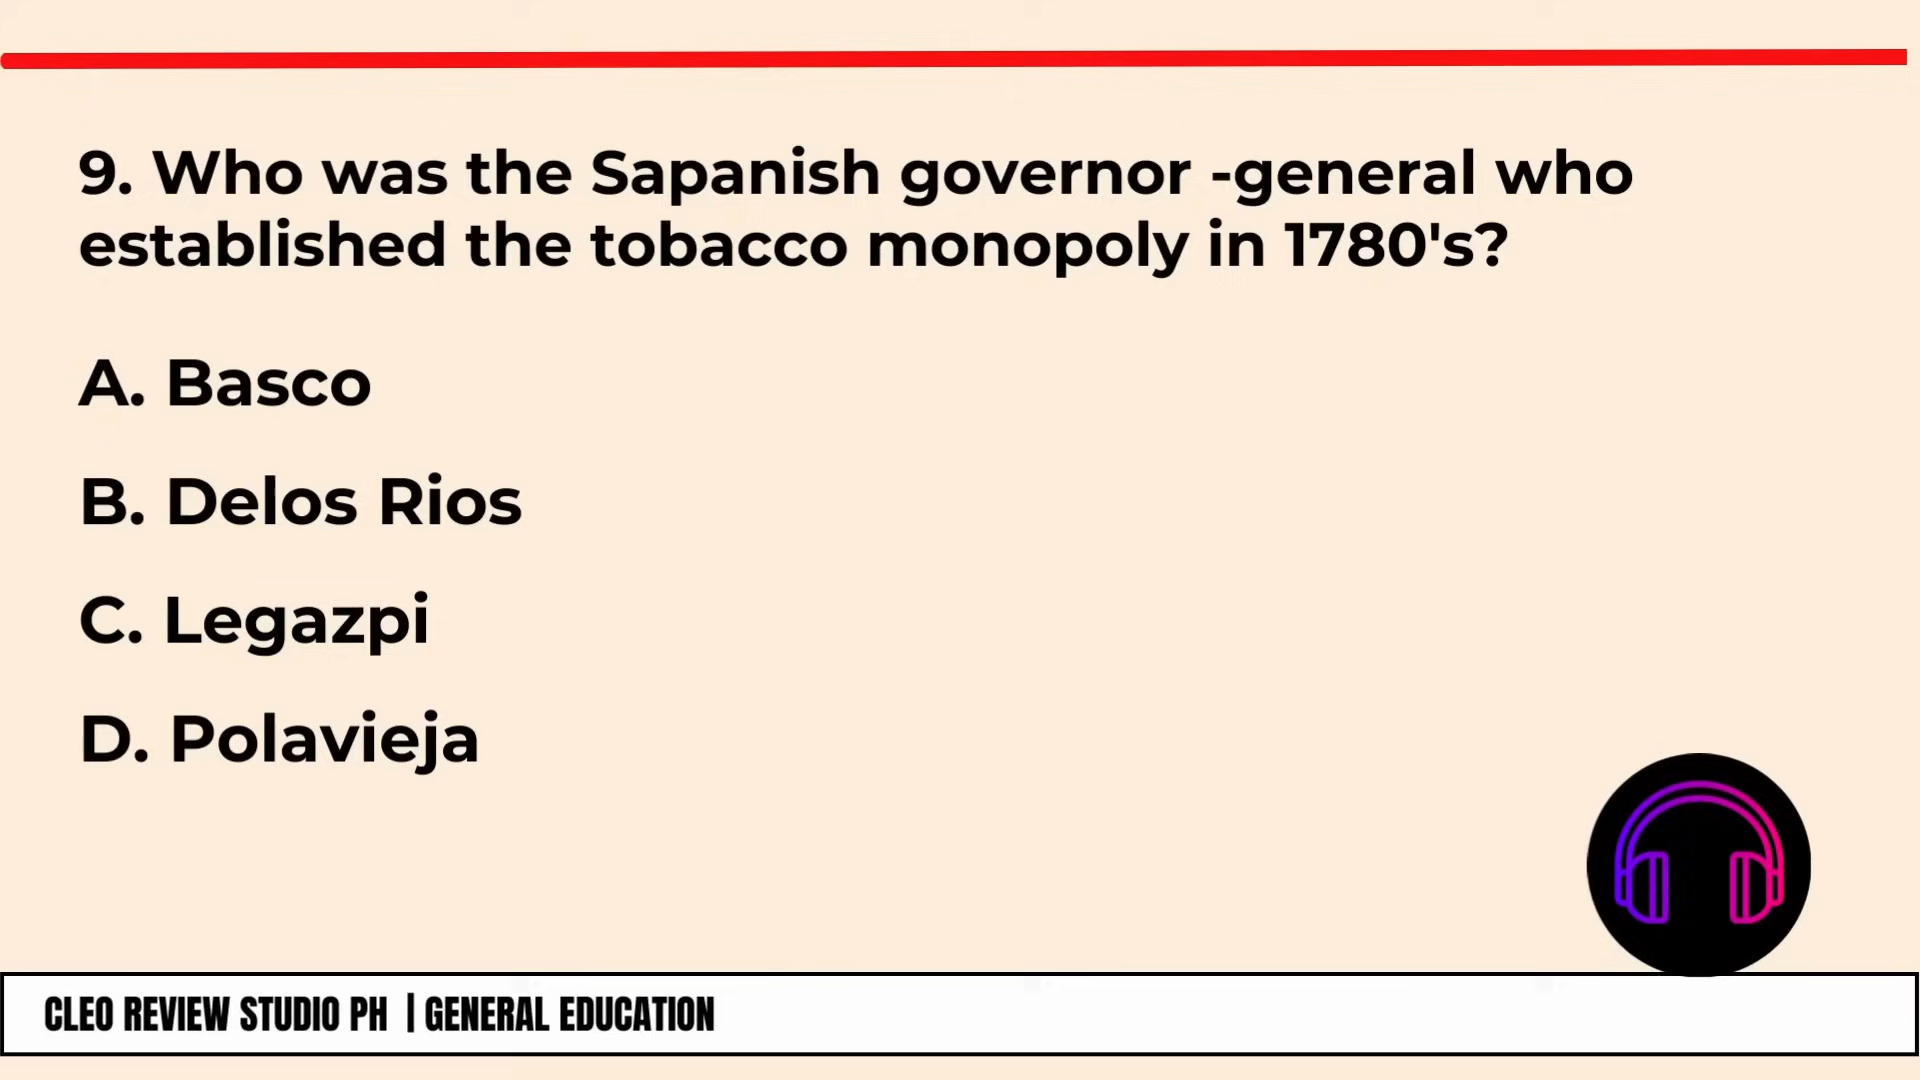 9. Who was the Sapanish governor -general who
established the tobacco monopoly in 1780's?
A. Basco
B. Delos Rios
C. Legazpi
D. Polavieja
CLEO REVIEW STUDIO PH | GENERAL EDUCATION